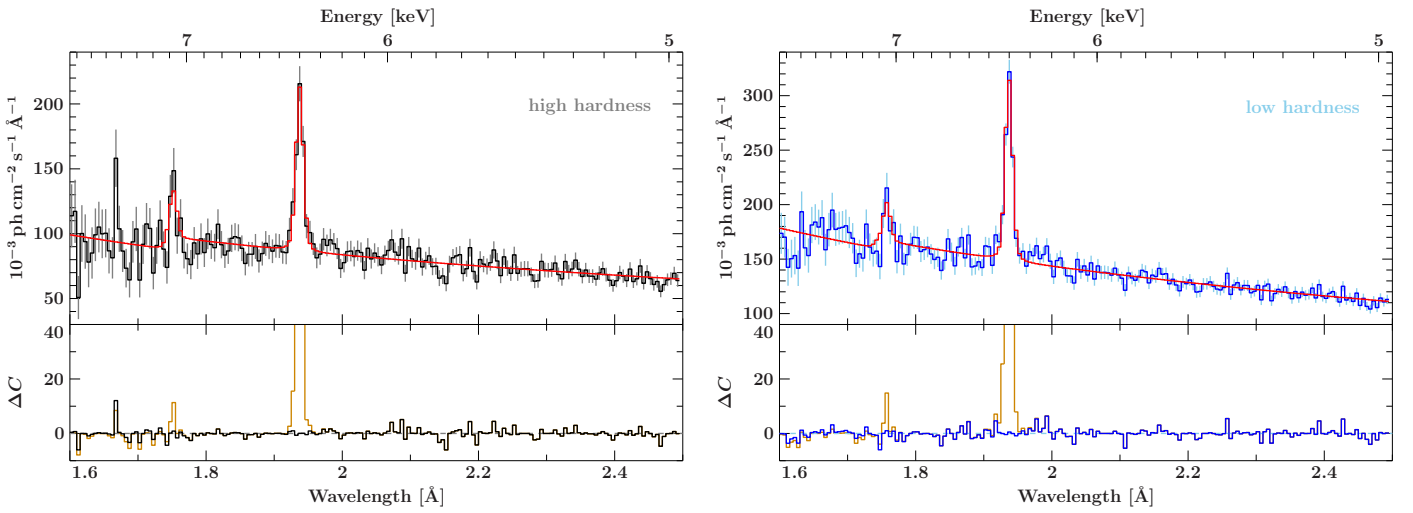 Energy [keV]
7 6 5
high hardness
10⁻³ ph cm⁻² s⁻¹ Å⁻¹
200
150
100
50
ΔC
40
20
0
1.6 1.8 2 2.2 2.4
Wavelength [Å]
Energy [keV]
7 6 5
low hardness
10⁻³ ph cm⁻² s⁻¹ Å⁻¹
300
250
200
150
100
ΔC
40
20
0
1.6 1.8 2 2.2 2.4
Wavelength [Å]